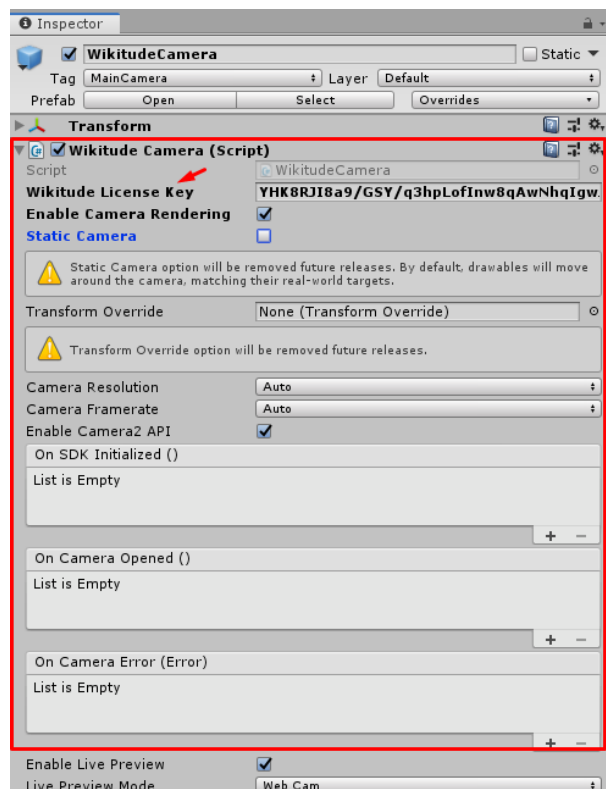 Inspector
WikitudeCamera Static
Tag MainCamera Layer Default
Prefab Open Select Overrides
Transform
Wikitude Camera (Script)
Script WikitudeCamera
Wikitude License Key YHK8RJI8a9/GSY/q3hpLofInw8qAwNhqIgw
Enable Camera Rendering
Static Camera
Static Camera option will be removed future releases. By default, drawables will move
around the camera, matching their real-world targets.
Transform Override None (Transform Override)
Transform Override option will be removed future releases.
Camera Resolution Auto
Camera Framerate Auto
Enable Camera2 API
On SDK Initialized ()
List is Empty
+ −
On Camera Opened ()
List is Empty
+ −
On Camera Error (Error)
List is Empty
+ −
Enable Live Preview
Live Preview Mode Web Cam